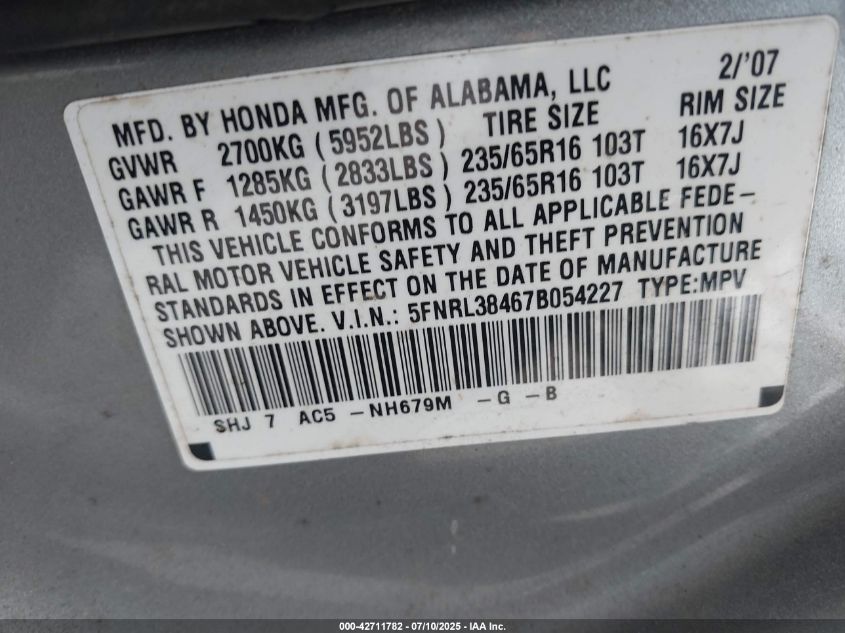 MFD. BY HONDA MFG. OF ALABAMA, LLC 2/'07
GVWR 2700KG (5952LBS) TIRE SIZE RIM SIZE
GAWR F 1285KG (2833LBS) 235/65R16 103T 16X7J
GAWR R 1450KG (3197LBS) 235/65R16 103T 16X7J
THIS VEHICLE CONFORMS TO ALL APPLICABLE FEDE-
RAL MOTOR VEHICLE SAFETY AND THEFT PREVENTION
STANDARDS IN EFFECT ON THE DATE OF MANUFACTURE
SHOWN ABOVE. V.I.N.: 5FNRL38467B054227 TYPE:MPV
SHJ 7 AC5 -NH679M -G -B
000-42711782 - 07/10/2025 - IAA Inc.